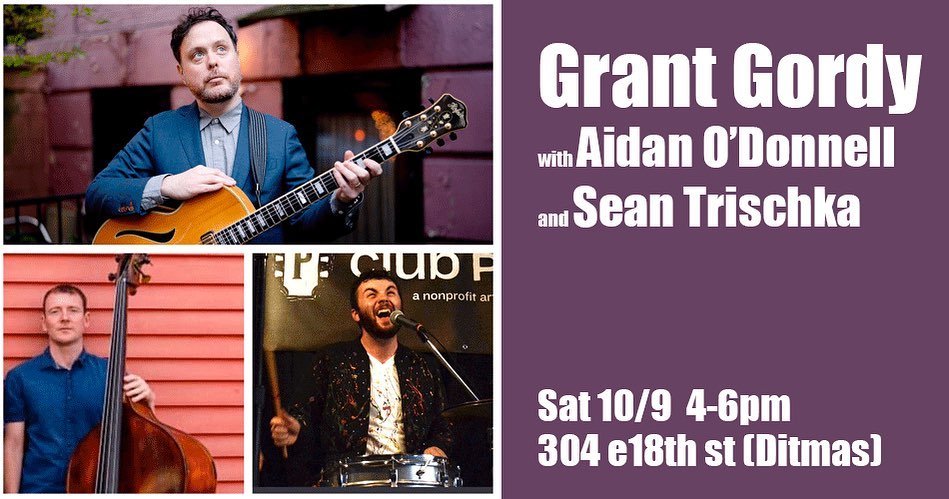 Grant Gordy
with Aidan O'Donnell
and Sean Trischka
Sat 10/9 4-6pm
304 e18th st (Ditmas)
club
a nonprofit